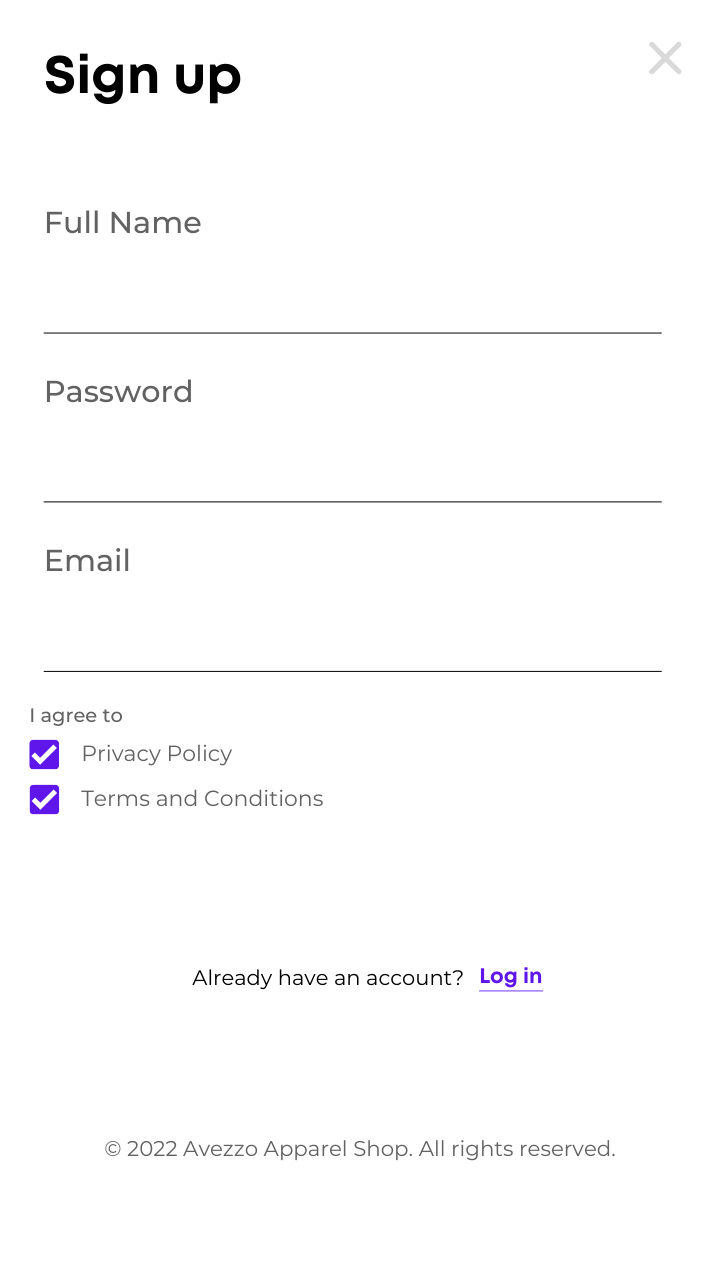 Sign up
Full Name
Password
Email
I agree to
Privacy Policy
Terms and Conditions
Already have an account? Log in
© 2022 Avezzo Apparel Shop. All rights reserved.